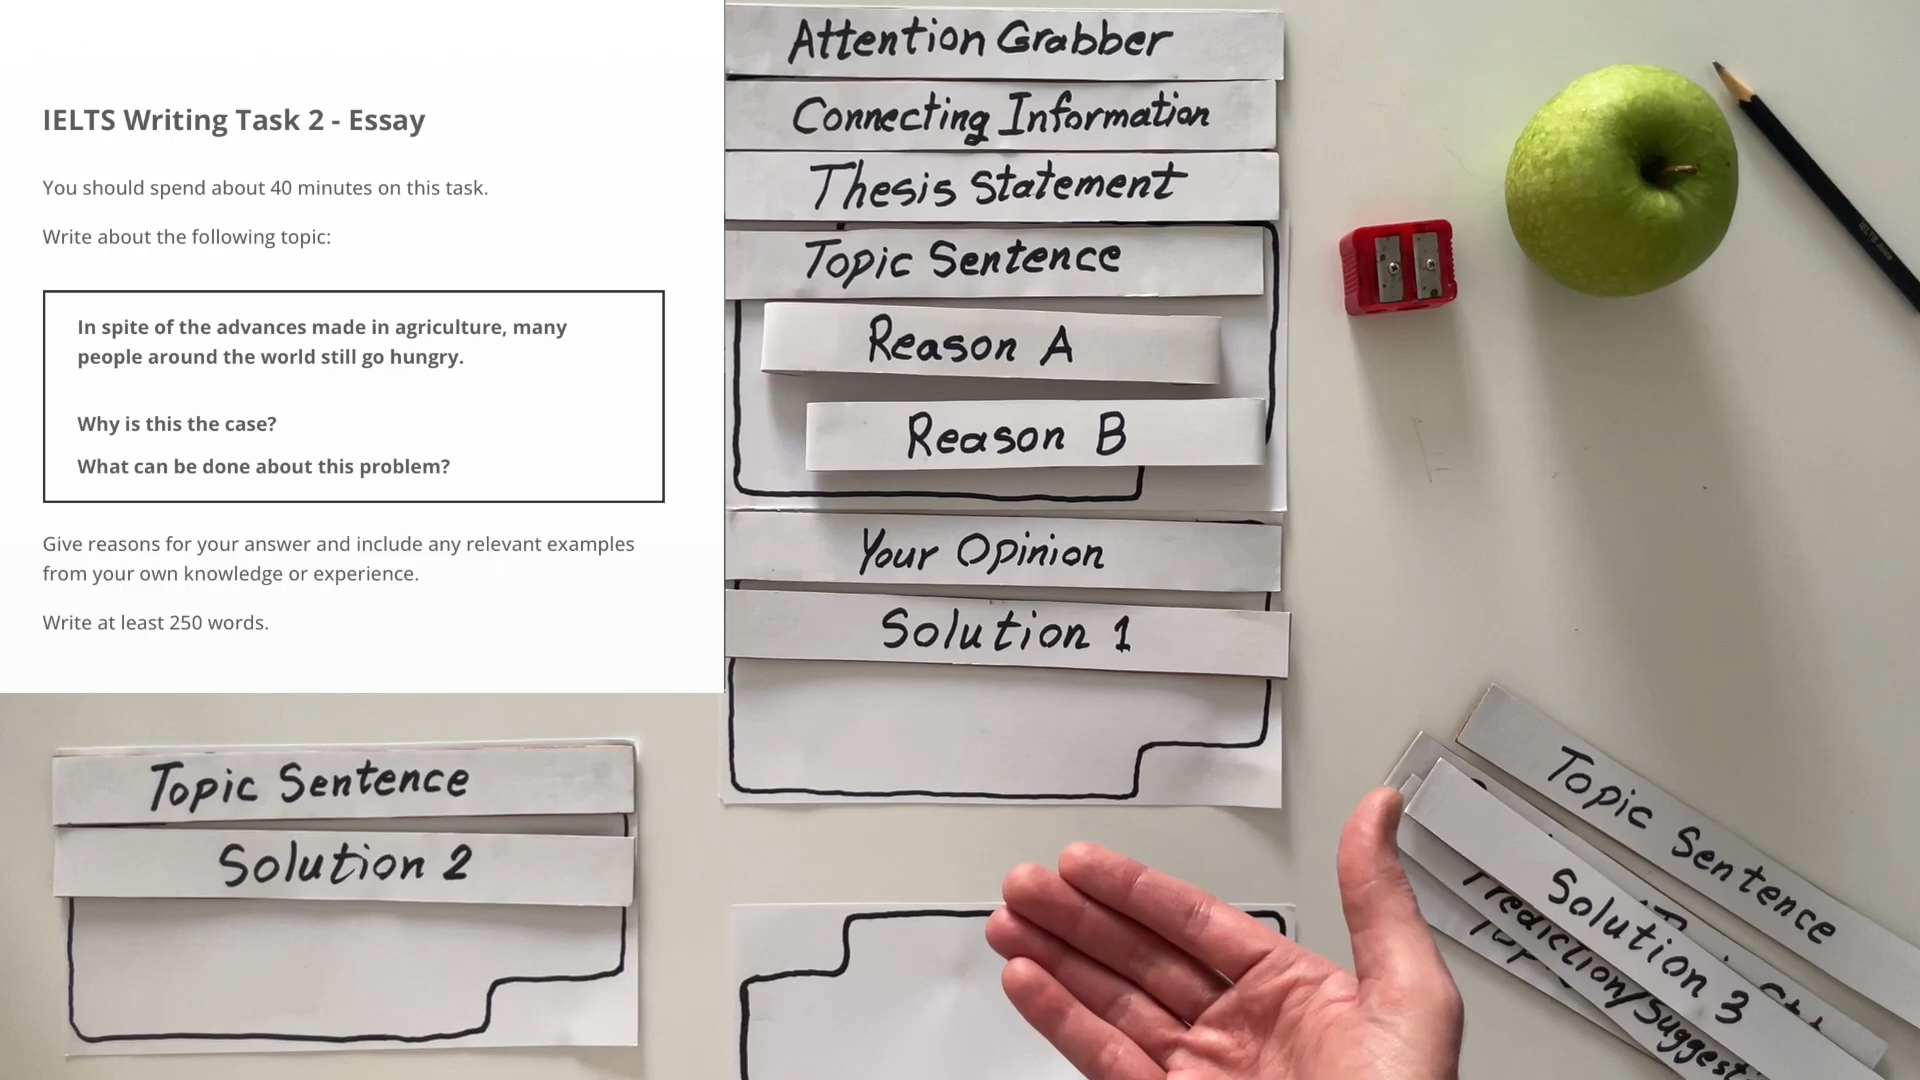 IELTS Writing Task 2 - Essay
You should spend about 40 minutes on this task.
Write about the following topic:
In spite of the advances made in agriculture, many
people around the world still go hungry.
Why is this the case?
What can be done about this problem?
Give reasons for your answer and include any relevant examples
from your own knowledge or experience.
Write at least 250 words.
Attention Grabber
Connecting Information
Thesis Statement
Topic Sentence
Reason A
Reason B
Your Opinion
Solution 1
Topic Sentence
Solution 2
Topic Sentence
Solution 3